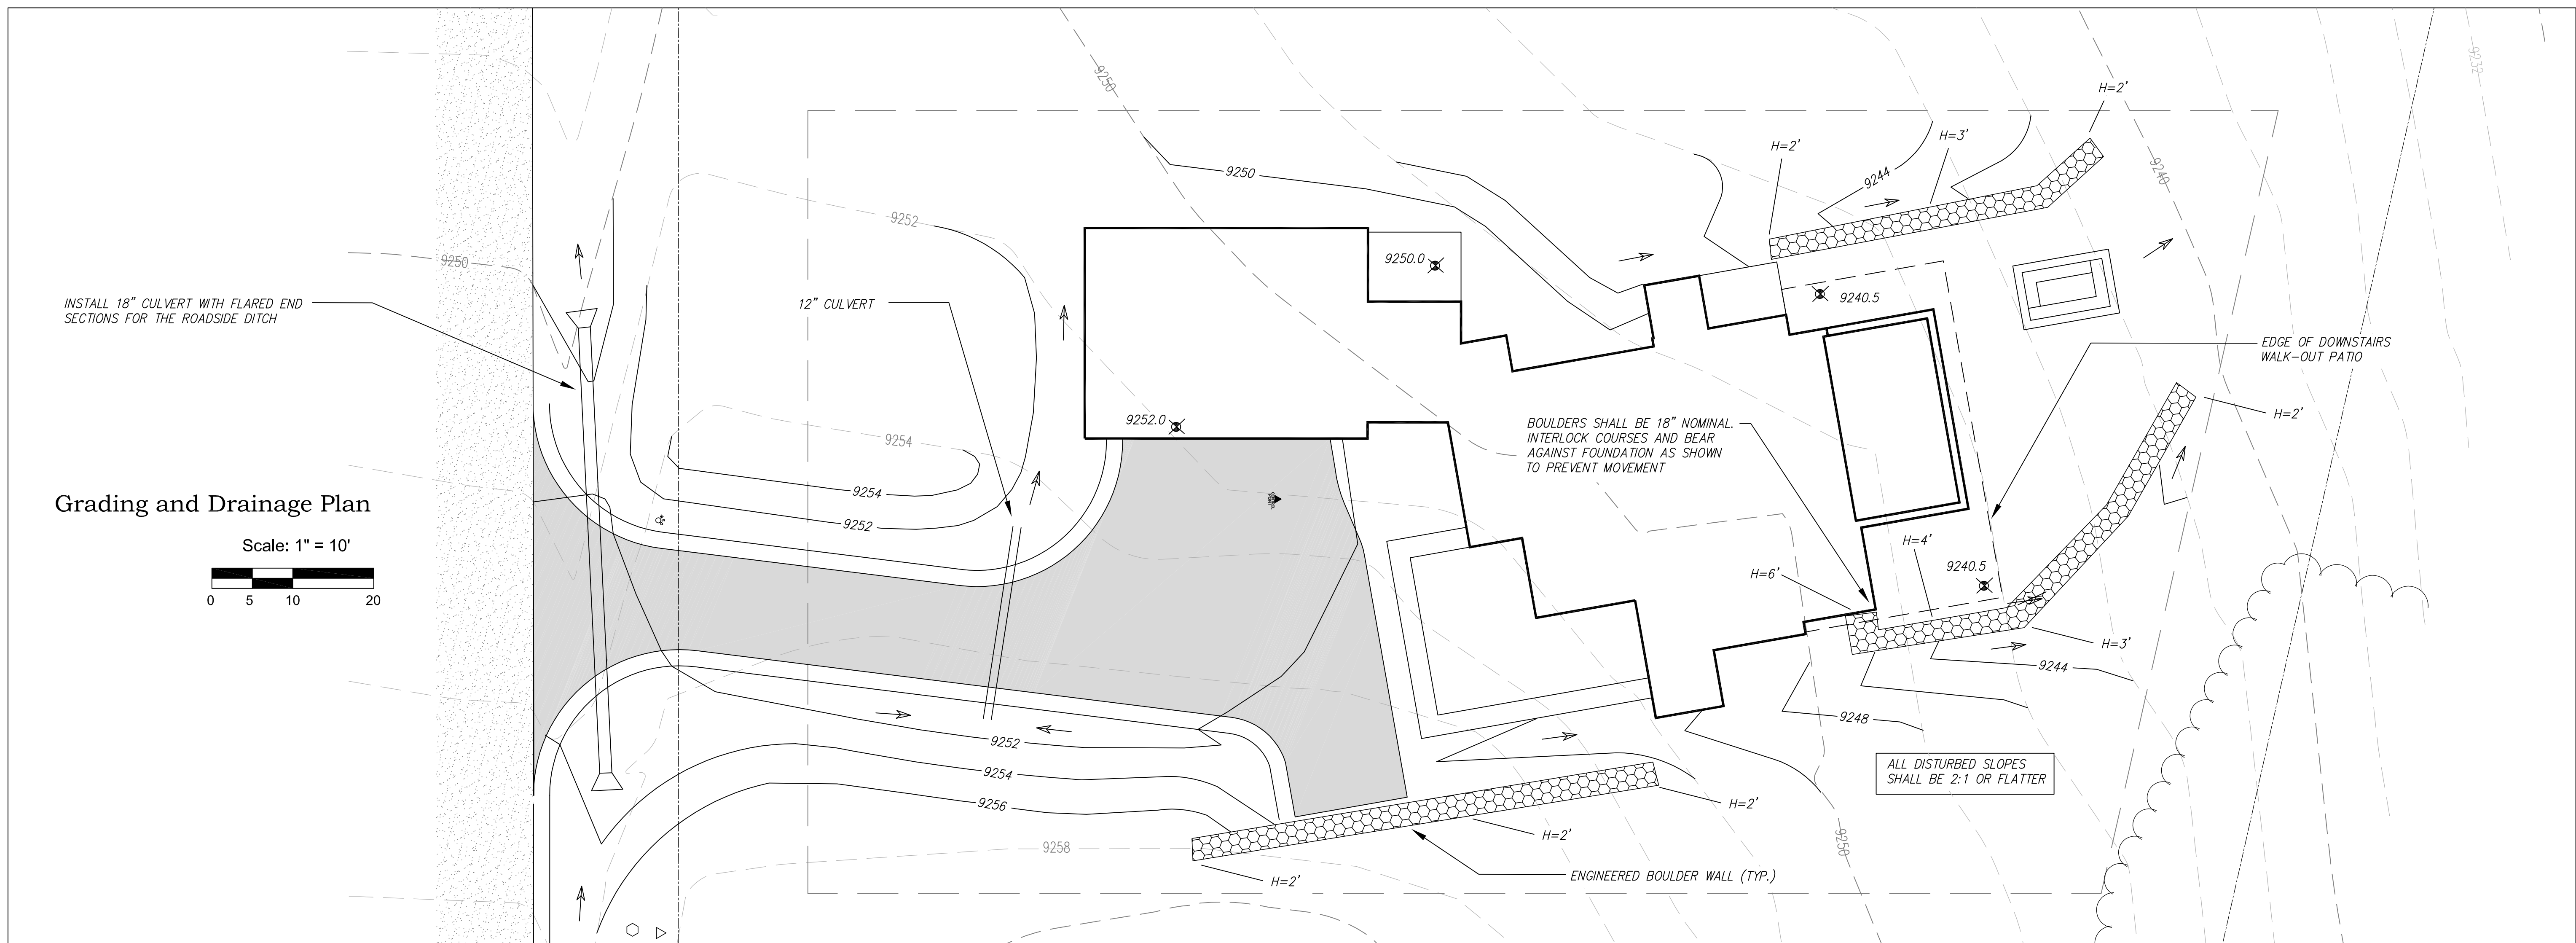 Grading and Drainage Plan
Scale: 1" = 10'
0 5 10 20
INSTALL 18" CULVERT WITH FLARED END
SECTIONS FOR THE ROADSIDE DITCH
9250
9252
9254
12" CULVERT
9254
9252
9252
9254
9256
9258
9250
9250
9252.0
9250.0
H=2'
9244
H=3'
H=2'
9240
9232
9240.5
EDGE OF DOWNSTAIRS
WALK-OUT PATIO
H=2'
BOULDERS SHALL BE 18" NOMINAL.
INTERLOCK COURSES AND BEAR
AGAINST FOUNDATION AS SHOWN
TO PREVENT MOVEMENT
H=6'
H=4'
9240.5
H=3'
9244
9248
ALL DISTURBED SLOPES
SHALL BE 2:1 OR FLATTER
9250
H=2'
H=2'
H=2'
ENGINEERED BOULDER WALL (TYP.)